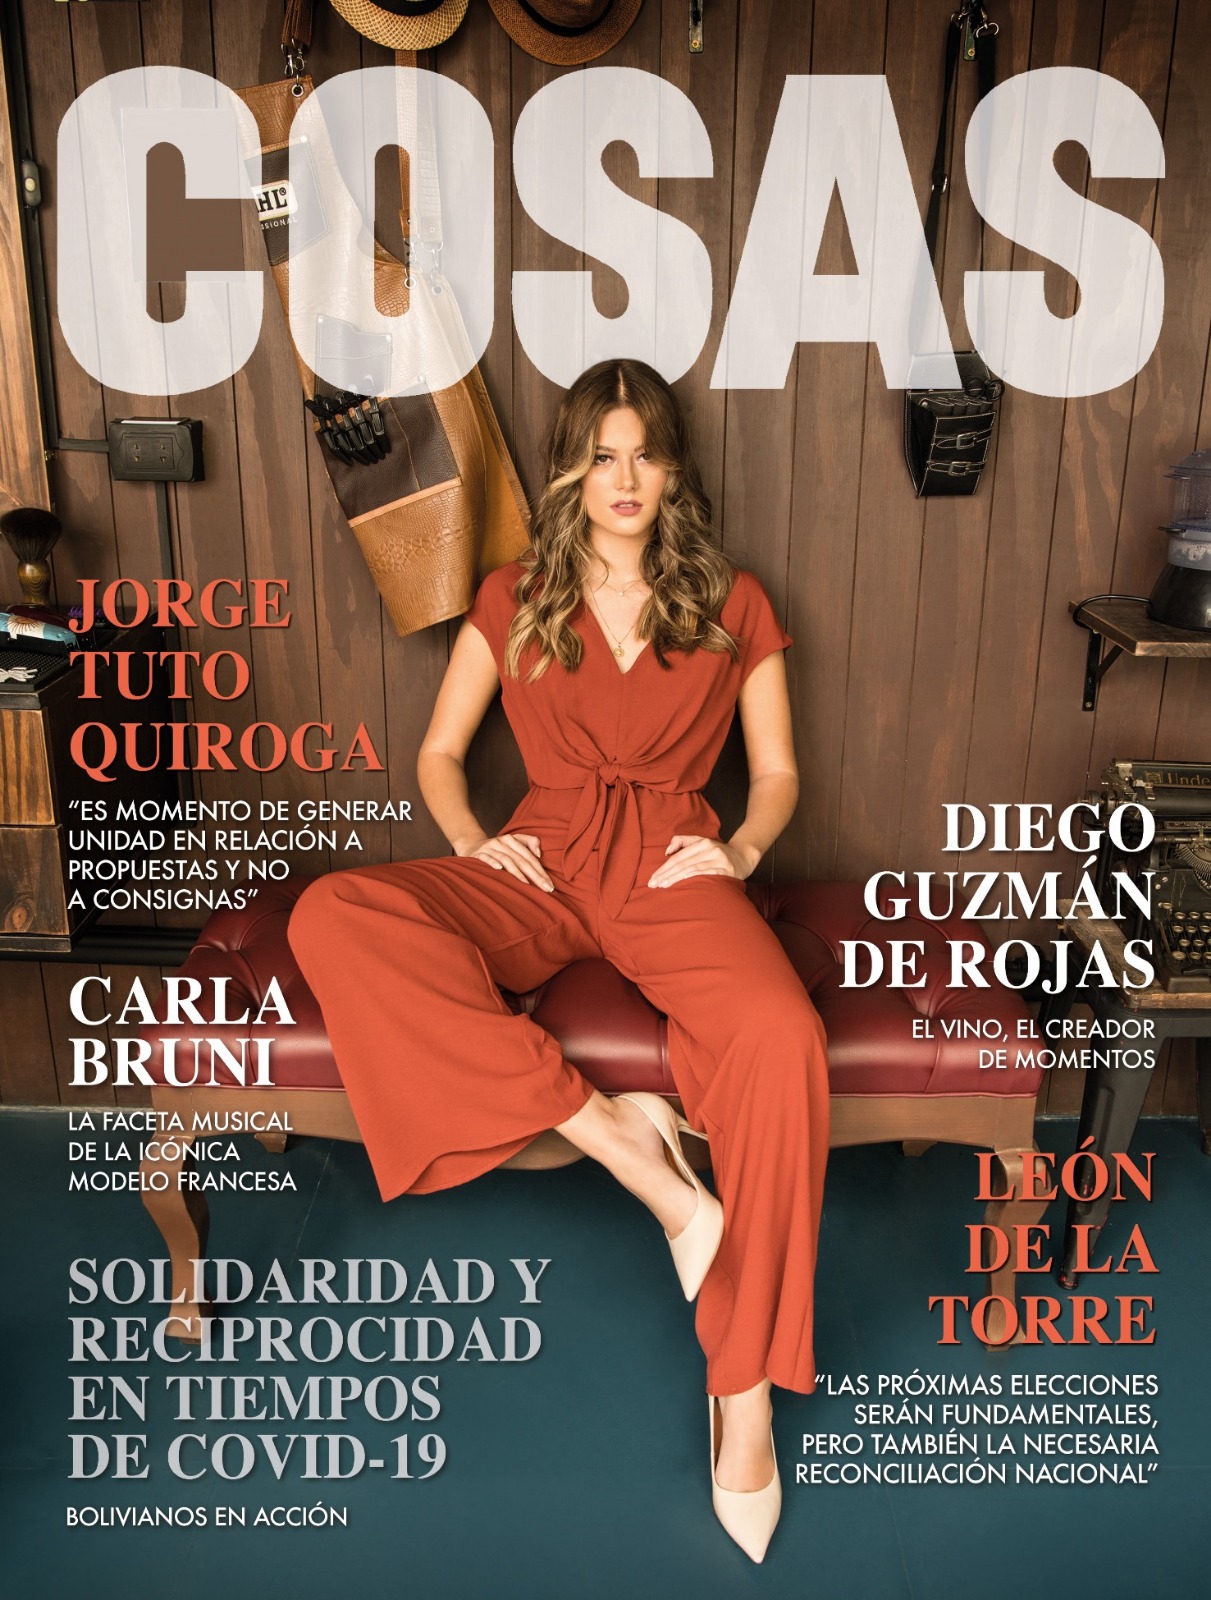 COSAS
HL®
SSIONAL
JORGE
TUTO
QUIROGA
“ES MOMENTO DE GENERAR
UNIDAD EN RELACIÓN A
PROPUESTAS Y NO
A CONSIGNAS”
CARLA
BRUNI
LA FACETA MUSICAL
DE LA ICÓNICA
MODELO FRANCESA
SOLIDARIDAD Y
RECIPROCIDAD
EN TIEMPOS
DE COVID-19
BOLIVIANOS EN ACCIÓN
Unde
DIEGO
GUZMÁN
DE ROJAS
EL VINO, EL CREADOR
DE MOMENTOS
LEÓN
DE LA
TORRE
“LAS PRÓXIMAS ELECCIONES
SERÁN FUNDAMENTALES,
PERO TAMBIÉN LA NECESARIA
RECONCILIACIÓN NACIONAL”